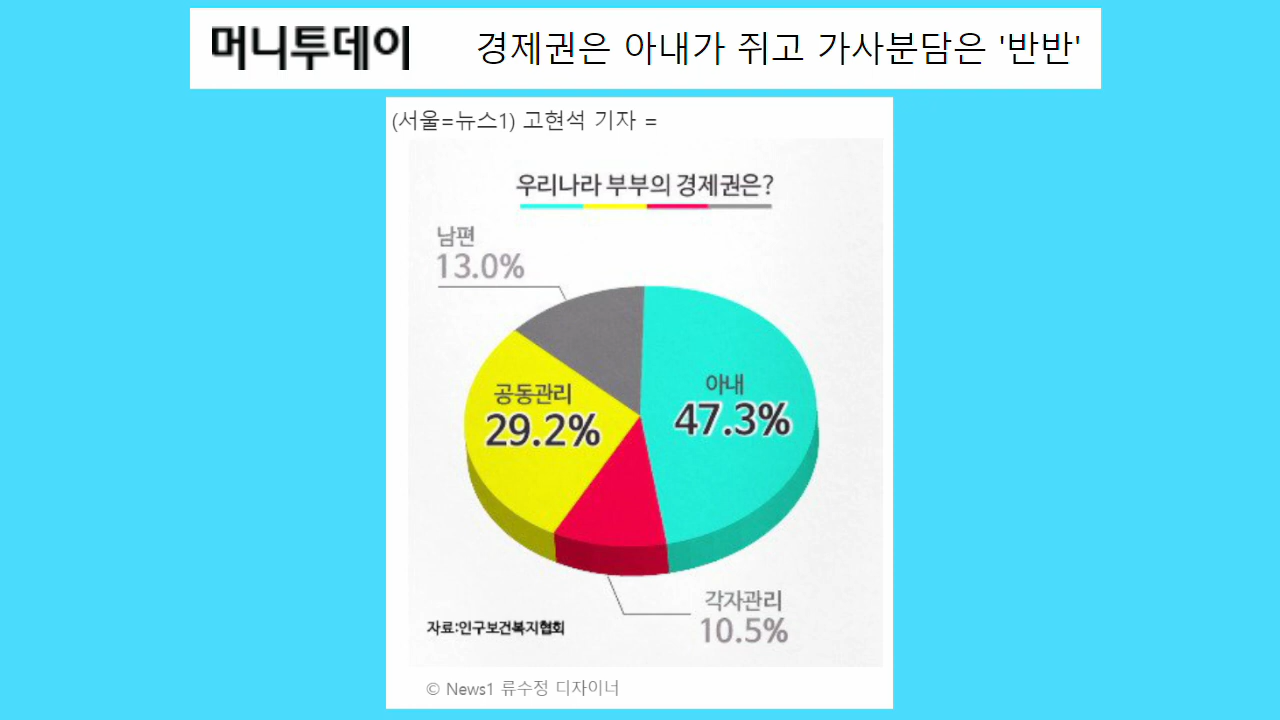 머니투데이 경제권은 아내가 쥐고 가사분담은 '반반'
(서울=뉴스1) 고현석 기자 =
우리나라 부부의 경제권은?
남편
13.0%
아내
47.3%
공동관리
29.2%
각자관리
10.5%
자료:인구보건복지협회
© News1 류수정 디자이너